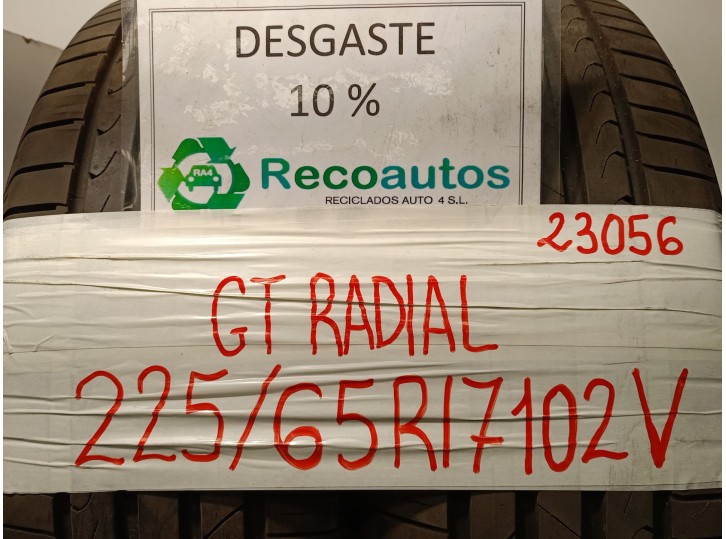 DESGASTE
10 %
RA4
Recoautos
RECICLADOS AUTO 4 S.L.
23056
GT RADIAL
225/65R17102V